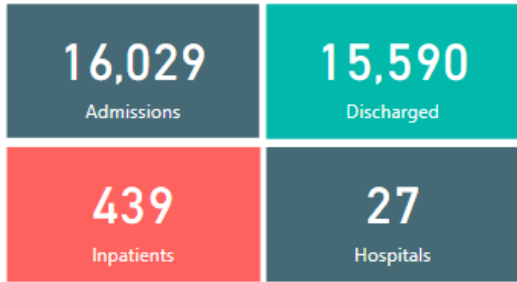 16,029
Admissions
15,590
Discharged
439
Inpatients
27
Hospitals